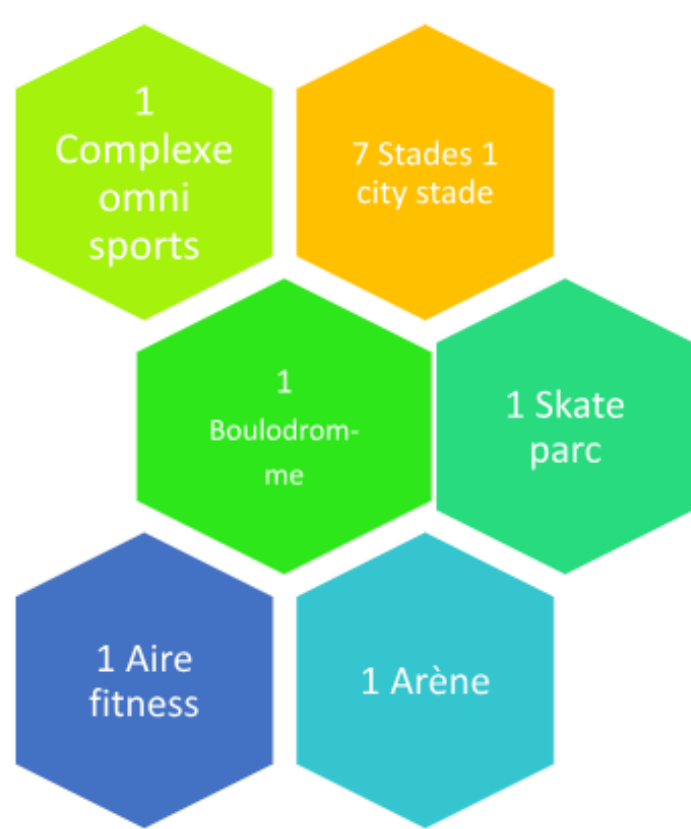 1
Complexe
omni
sports
7 Stades 1
city stade
1
Boulodrom-
me
1 Skate
parc
1 Aire
fitness
1 Arène